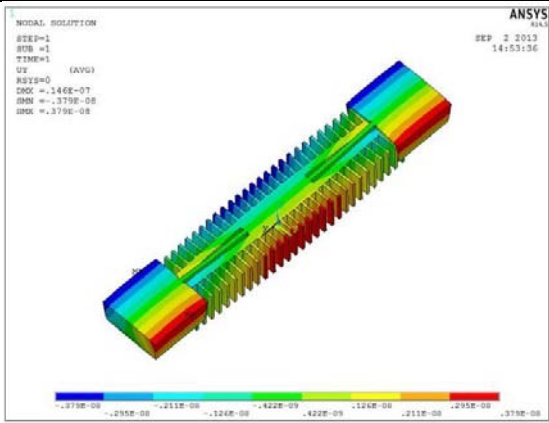 1
NODAL SOLUTION
STEP=1
SUB =1
TIME=1
UY (AVG)
RSYS=0
DMX =.146E-07
SMN =-.379E-08
SMX =.379E-08
ANSYS
SEP 2 2013
14:53:36
-.379E-08 -.211E-08 -.422E-09 .126E-08 .295E-08
-.295E-08 -.126E-08 .422E-09 .211E-08 .379E-08